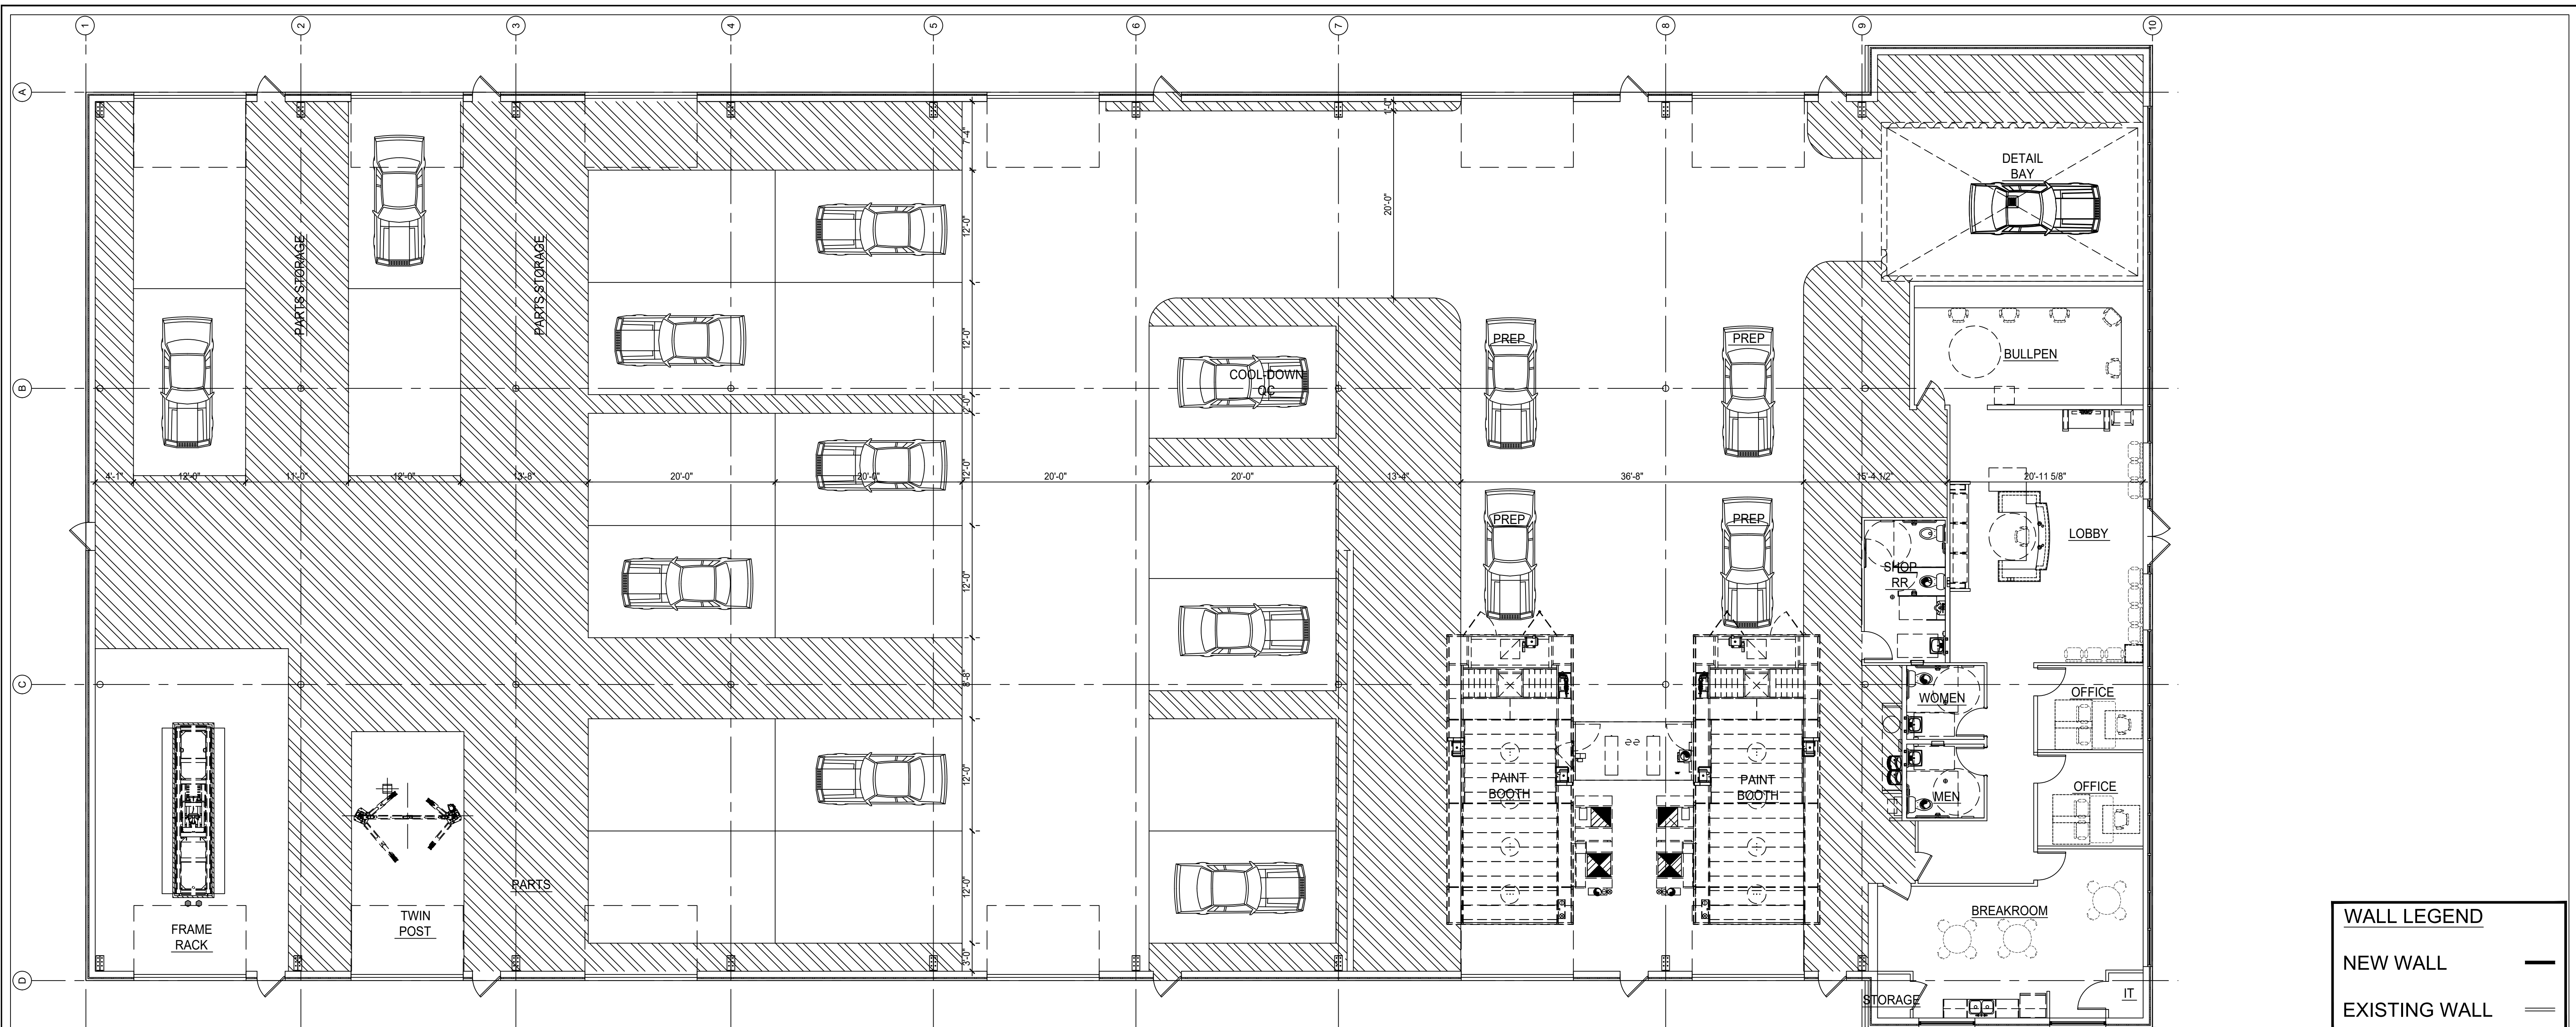 1 2 3 4 5 6 7 8 9 10
A
1'-0"
7'-4"
DETAIL
BAY
20'-0"
12'-0"
PARTS STORAGE
PARTS STORAGE
12'-0"
PREP
PREP
BULLPEN
COOL-DOWN
QC
B
2'-0"
4'-1" 12'-0" 11'-0" 12'-0" 13'-8" 20'-0" 20'-0" 12'-0" 20'-0" 20'-0" 13'-4" 36'-8" 15'-4 1/2" 20'-11 5/8"
PREP
PREP
LOBBY
SHOP
RR
12'-0"
C
8'-8"
WOMEN
OFFICE
12'-0"
PAINT
BOOTH
PAINT
BOOTH
MEN
OFFICE
PARTS
12'-0"
BREAKROOM
TWIN
POST
FRAME
RACK
3'-0"
D
STORAGE
IT
WALL LEGEND
NEW WALL
EXISTING WALL